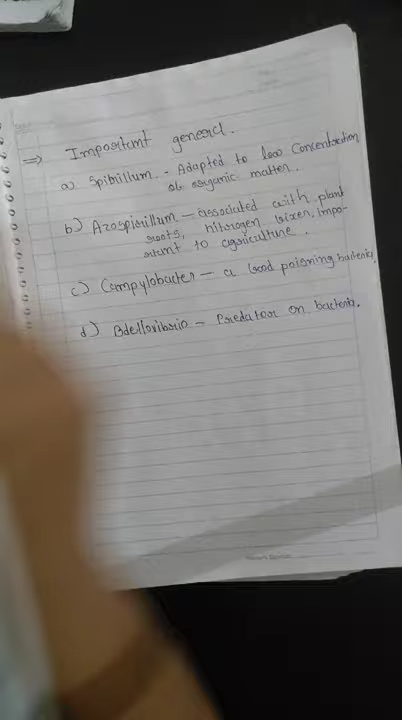 ⇒ Important general.
a) Spirillum. - Adapted to low Concentration
of organic matter.
b) Azospirillum - associated with plant
roots, nitrogen fixer, impo-
rtant to agriculture.
c) Campylobacter - a food poisoning bacteria,
d) Bdellovibrio - Predator on bacteria.